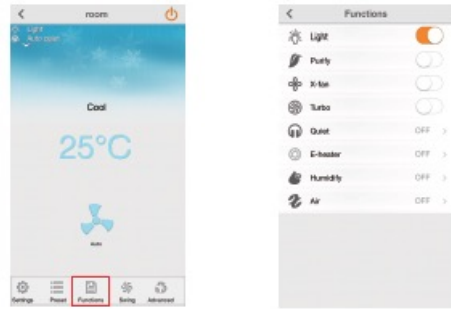 room
Light
Auto quiet
Cool
25°C
Auto
Settings
Preset
Functions
Swing
Advanced
Functions
Light
Purify
X-fan
Turbo
Quiet OFF
E-heater OFF
Humidify OFF
Air OFF